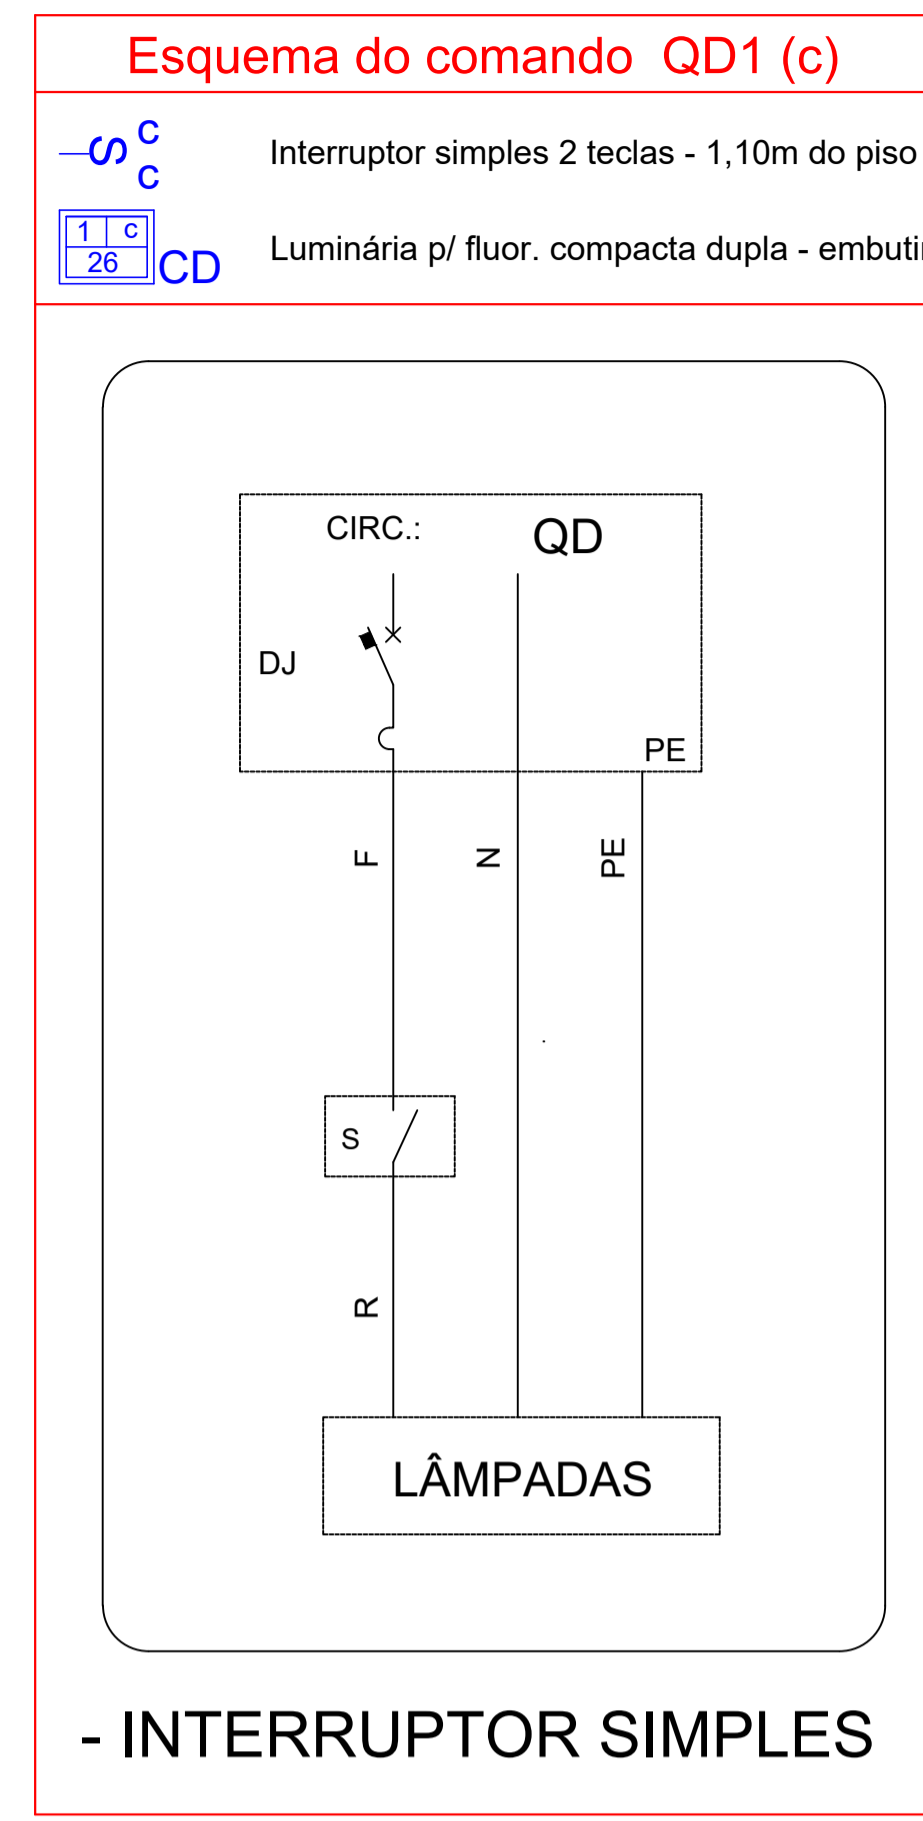 Esquema do comando QD1 (c)
S c
c
Interruptor simples 2 teclas - 1,10m do piso
1 c
26
CD
Luminária p/ fluor. compacta dupla -
CIRC.:
QD
DJ
PE
F
N
PE
S
R
LÂMPADAS
- INTERRUPTOR SIMPLES